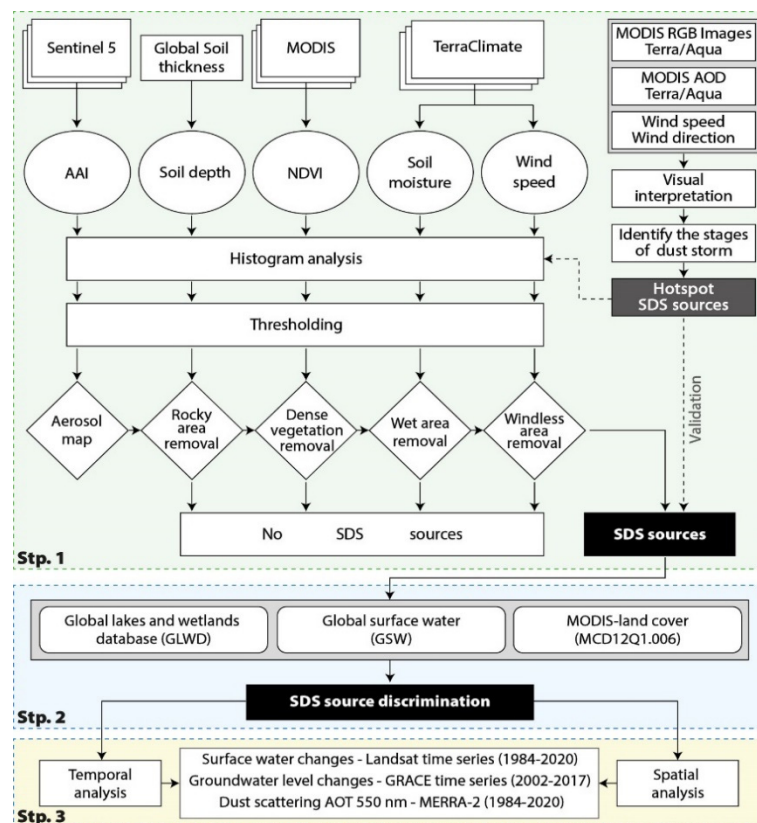 Sentinel 5
Global Soil
thickness
MODIS
TerraClimate
MODIS RGB Images
Terra/Aqua
MODIS AOD
Terra/Aqua
Wind speed
Wind direction
AAI
Soil depth
NDVI
Soil
moisture
Wind
speed
Visual
interpretation
Identify the stages
of dust storm
Hotspot
SDS sources
Histogram analysis
Thresholding
Validation
Aerosol
map
Rocky
area
removal
Dense
vegetation
removal
Wet area
removal
Windless
area
removal
No SDS sources
SDS sources
Stp. 1
Global lakes and wetlands
database (GLWD)
Global surface water
(GSW)
MODIS-land cover
(MCD12Q1.006)
SDS source discrimination
Stp. 2
Temporal
analysis
Surface water changes - Landsat time series (1984-2020)
Groundwater level changes - GRACE time series (2002-2017)
Dust scattering AOT 550 nm - MERRA-2 (1984-2020)
Spatial
analysis
Stp. 3